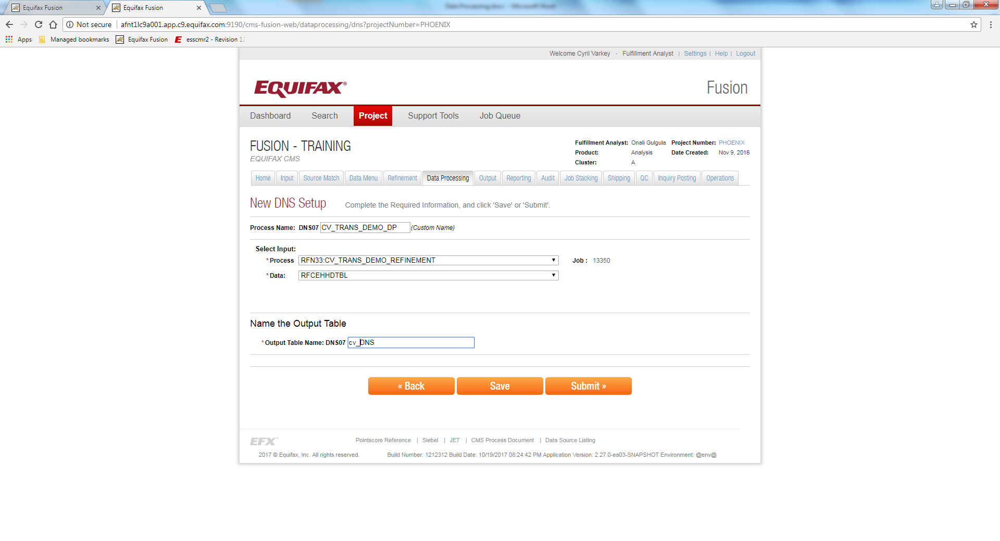 Data Processing.docx - Microsoft Word
Equifax Fusion
Equifax Fusion
Not secure afnt1lc9a001.app.c9.equifax.com:9190/cms-fusion-web/dataprocessing/dns?projectNumber=PHOENIX
Apps Managed bookmarks Equifax Fusion esscmr2 - Revision 12
Welcome Cyril Varkey - Fulfillment Analyst | Settings | Help | Logout
EQUIFAX® Fusion
Dashboard Search Project Support Tools Job Queue
FUSION - TRAINING
EQUIFAX CMS
Fulfillment Analyst: Onali Gulgula Project Number: PHOENIX
Product: Analysis Date Created: Nov 9, 2016
Cluster: A
Home Input Source Match Data Menu Refinement Data Processing Output Reporting Audit Job Stacking Shipping QC Inquiry Posting Operations
New DNS Setup Complete the Required Information, and click 'Save' or 'Submit'.
Process Name: DNS07 CV_TRANS_DEMO_DP (Custom Name)
Select Input:
* Process RFN33:CV_TRANS_DEMO_REFINEMENT Job : 13350
* Data: RFCEHHDTBL
Name the Output Table
* Output Table Name: DNS07 cv_DNS
« Back Save Submit »
EFX Pointscore Reference | Siebel | JET | CMS Process Document | Data Source Listing
2017 © Equifax, Inc. All rights reserved. Build Number: 1212312 Build Date: 10/19/2017 08:24:42 PM Application Version: 2.27.0-ea03-SNAPSHOT Environment: @env@